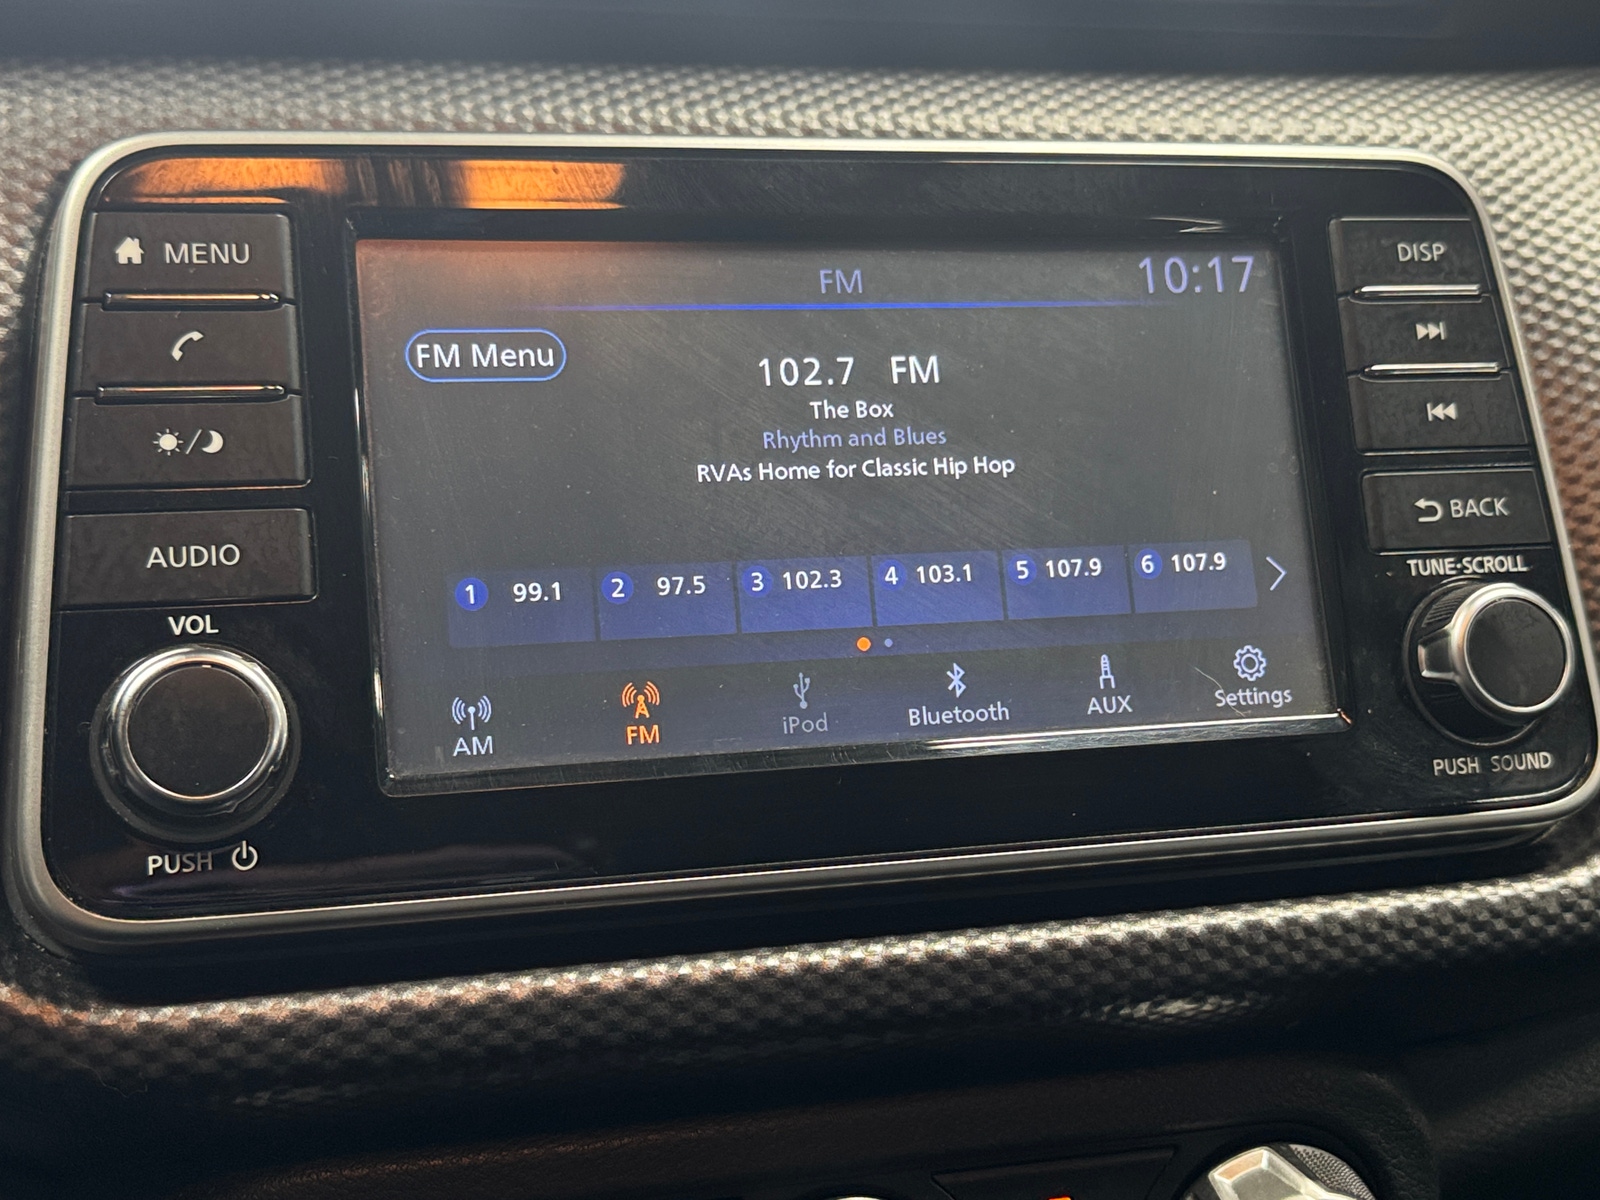 MENU
AUDIO
VOL
PUSH
FM
10:17
FM Menu
102.7 FM
The Box
Rhythm and Blues
RVAs Home for Classic Hip Hop
1 99.1
2 97.5
3 102.3
4 103.1
5 107.9
6 107.9
AM
FM
iPod
Bluetooth
AUX
Settings
DISP
BACK
TUNE·SCROLL
PUSH SOUND